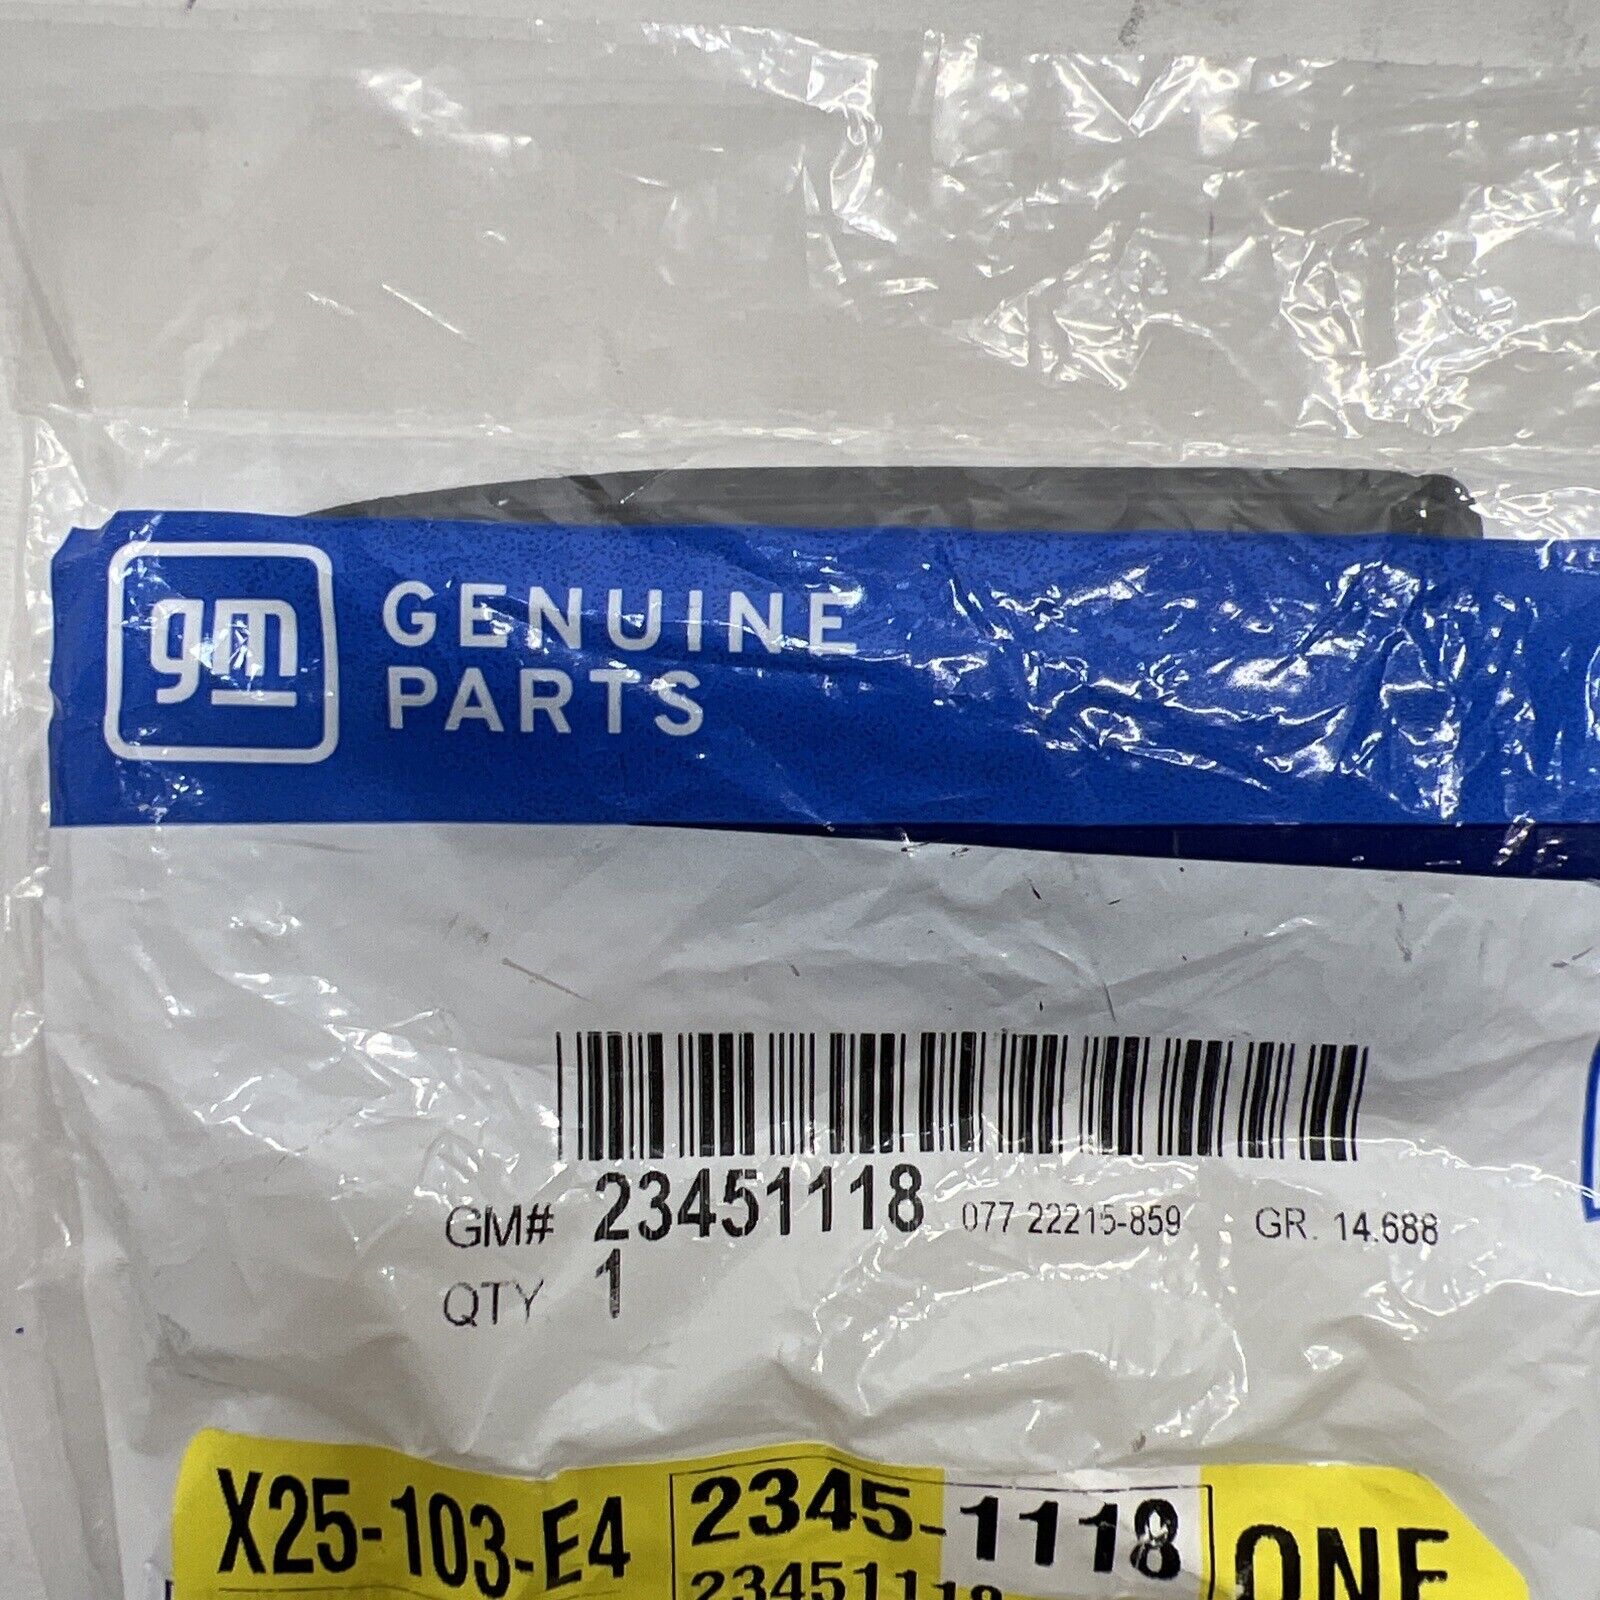 gm
GENUINE
PARTS
GM# 23451118 077 22215-859 GR. 14.688
QTY 1
X25-103-E4
2345-1118
23451118
ONE